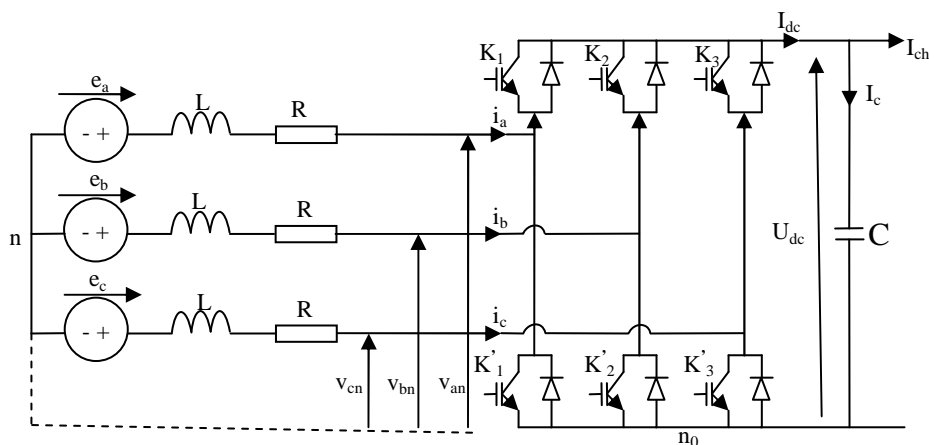 I_dc
I_ch
K_1 K_2 K_3
e_a
L R i_a
I_c
e_b
L R i_b
n
U_dc C
e_c
L R i_c
v_cn v_bn v_an
K'_1 K'_2 K'_3
n_0
- +
- +
- +